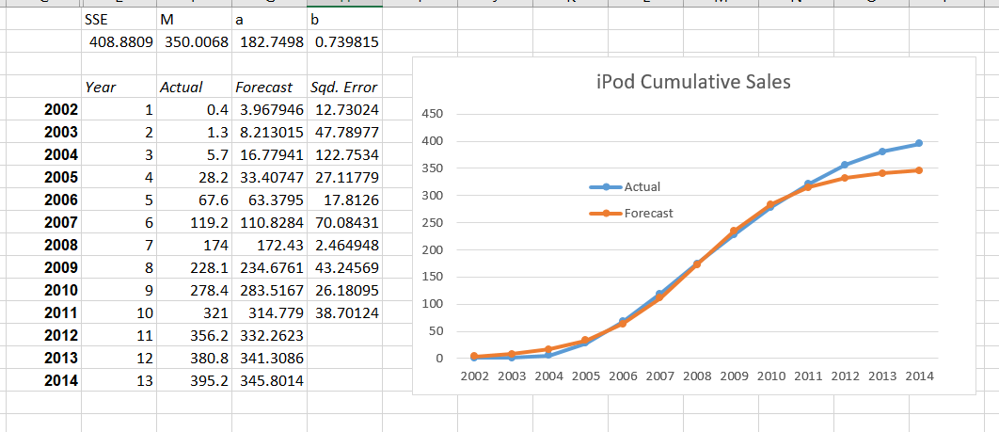 SSE M a b
408.8809 350.0068 182.7498 0.739815
Year Actual Forecast Sqd. Error
2002 1 0.4 3.967946 12.73024
2003 2 1.3 8.213015 47.78977
2004 3 5.7 16.77941 122.7534
2005 4 28.2 33.40747 27.11779
2006 5 67.6 63.3795 17.8126
2007 6 119.2 110.8284 70.08431
2008 7 174 172.43 2.464948
2009 8 228.1 234.6761 43.24569
2010 9 278.4 283.5167 26.18095
2011 10 321 314.779 38.70124
2012 11 356.2 332.2623
2013 12 380.8 341.3086
2014 13 395.2 345.8014
iPod Cumulative Sales
450
400
350
300
250
200
150
100
50
0
Actual
Forecast
2002 2003 2004 2005 2006 2007 2008 2009 2010 2011 2012 2013 2014